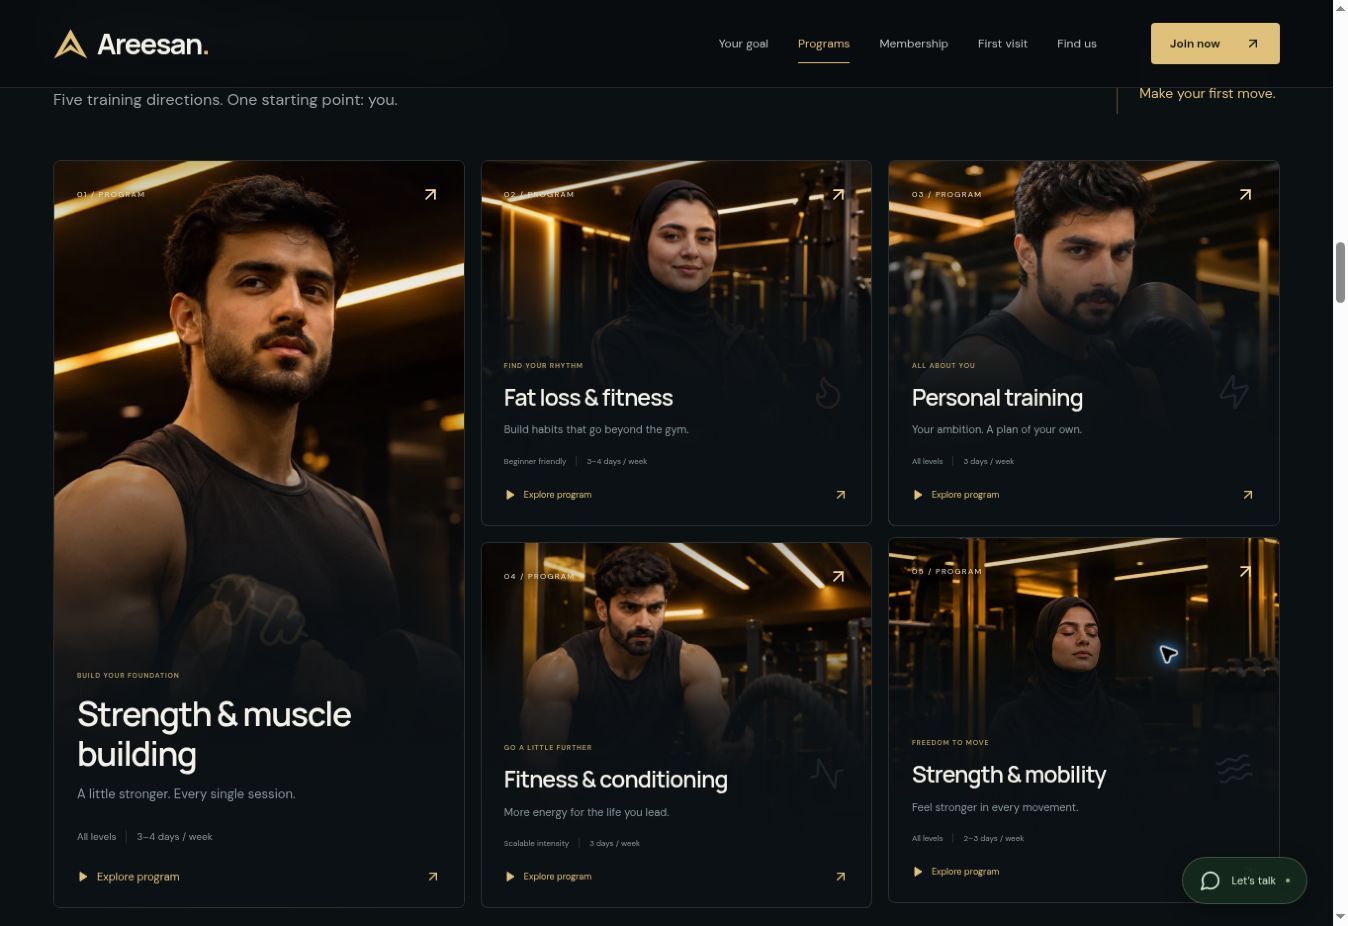 Areesan.
Your goal
Programs
Membership
First visit
Find us
Join now
Five training directions. One starting point: you.
Make your first move.
01 / PROGRAM
BUILD YOUR FOUNDATION
Strength & muscle
building
A little stronger. Every single session.
All levels | 3–4 days / week
Explore program
02 / PROGRAM
FIND YOUR RHYTHM
Fat loss & fitness
Build habits that go beyond the gym.
Beginner friendly | 3–4 days / week
Explore program
03 / PROGRAM
ALL ABOUT YOU
Personal training
Your ambition. A plan of your own.
All levels | 3 days / week
Explore program
04 / PROGRAM
GO A LITTLE FURTHER
Fitness & conditioning
More energy for the life you lead.
Scalable intensity | 3 days / week
Explore program
05 / PROGRAM
FREEDOM TO MOVE
Strength & mobility
Feel stronger in every movement.
All levels | 2–3 days / week
Explore program
Let's talk